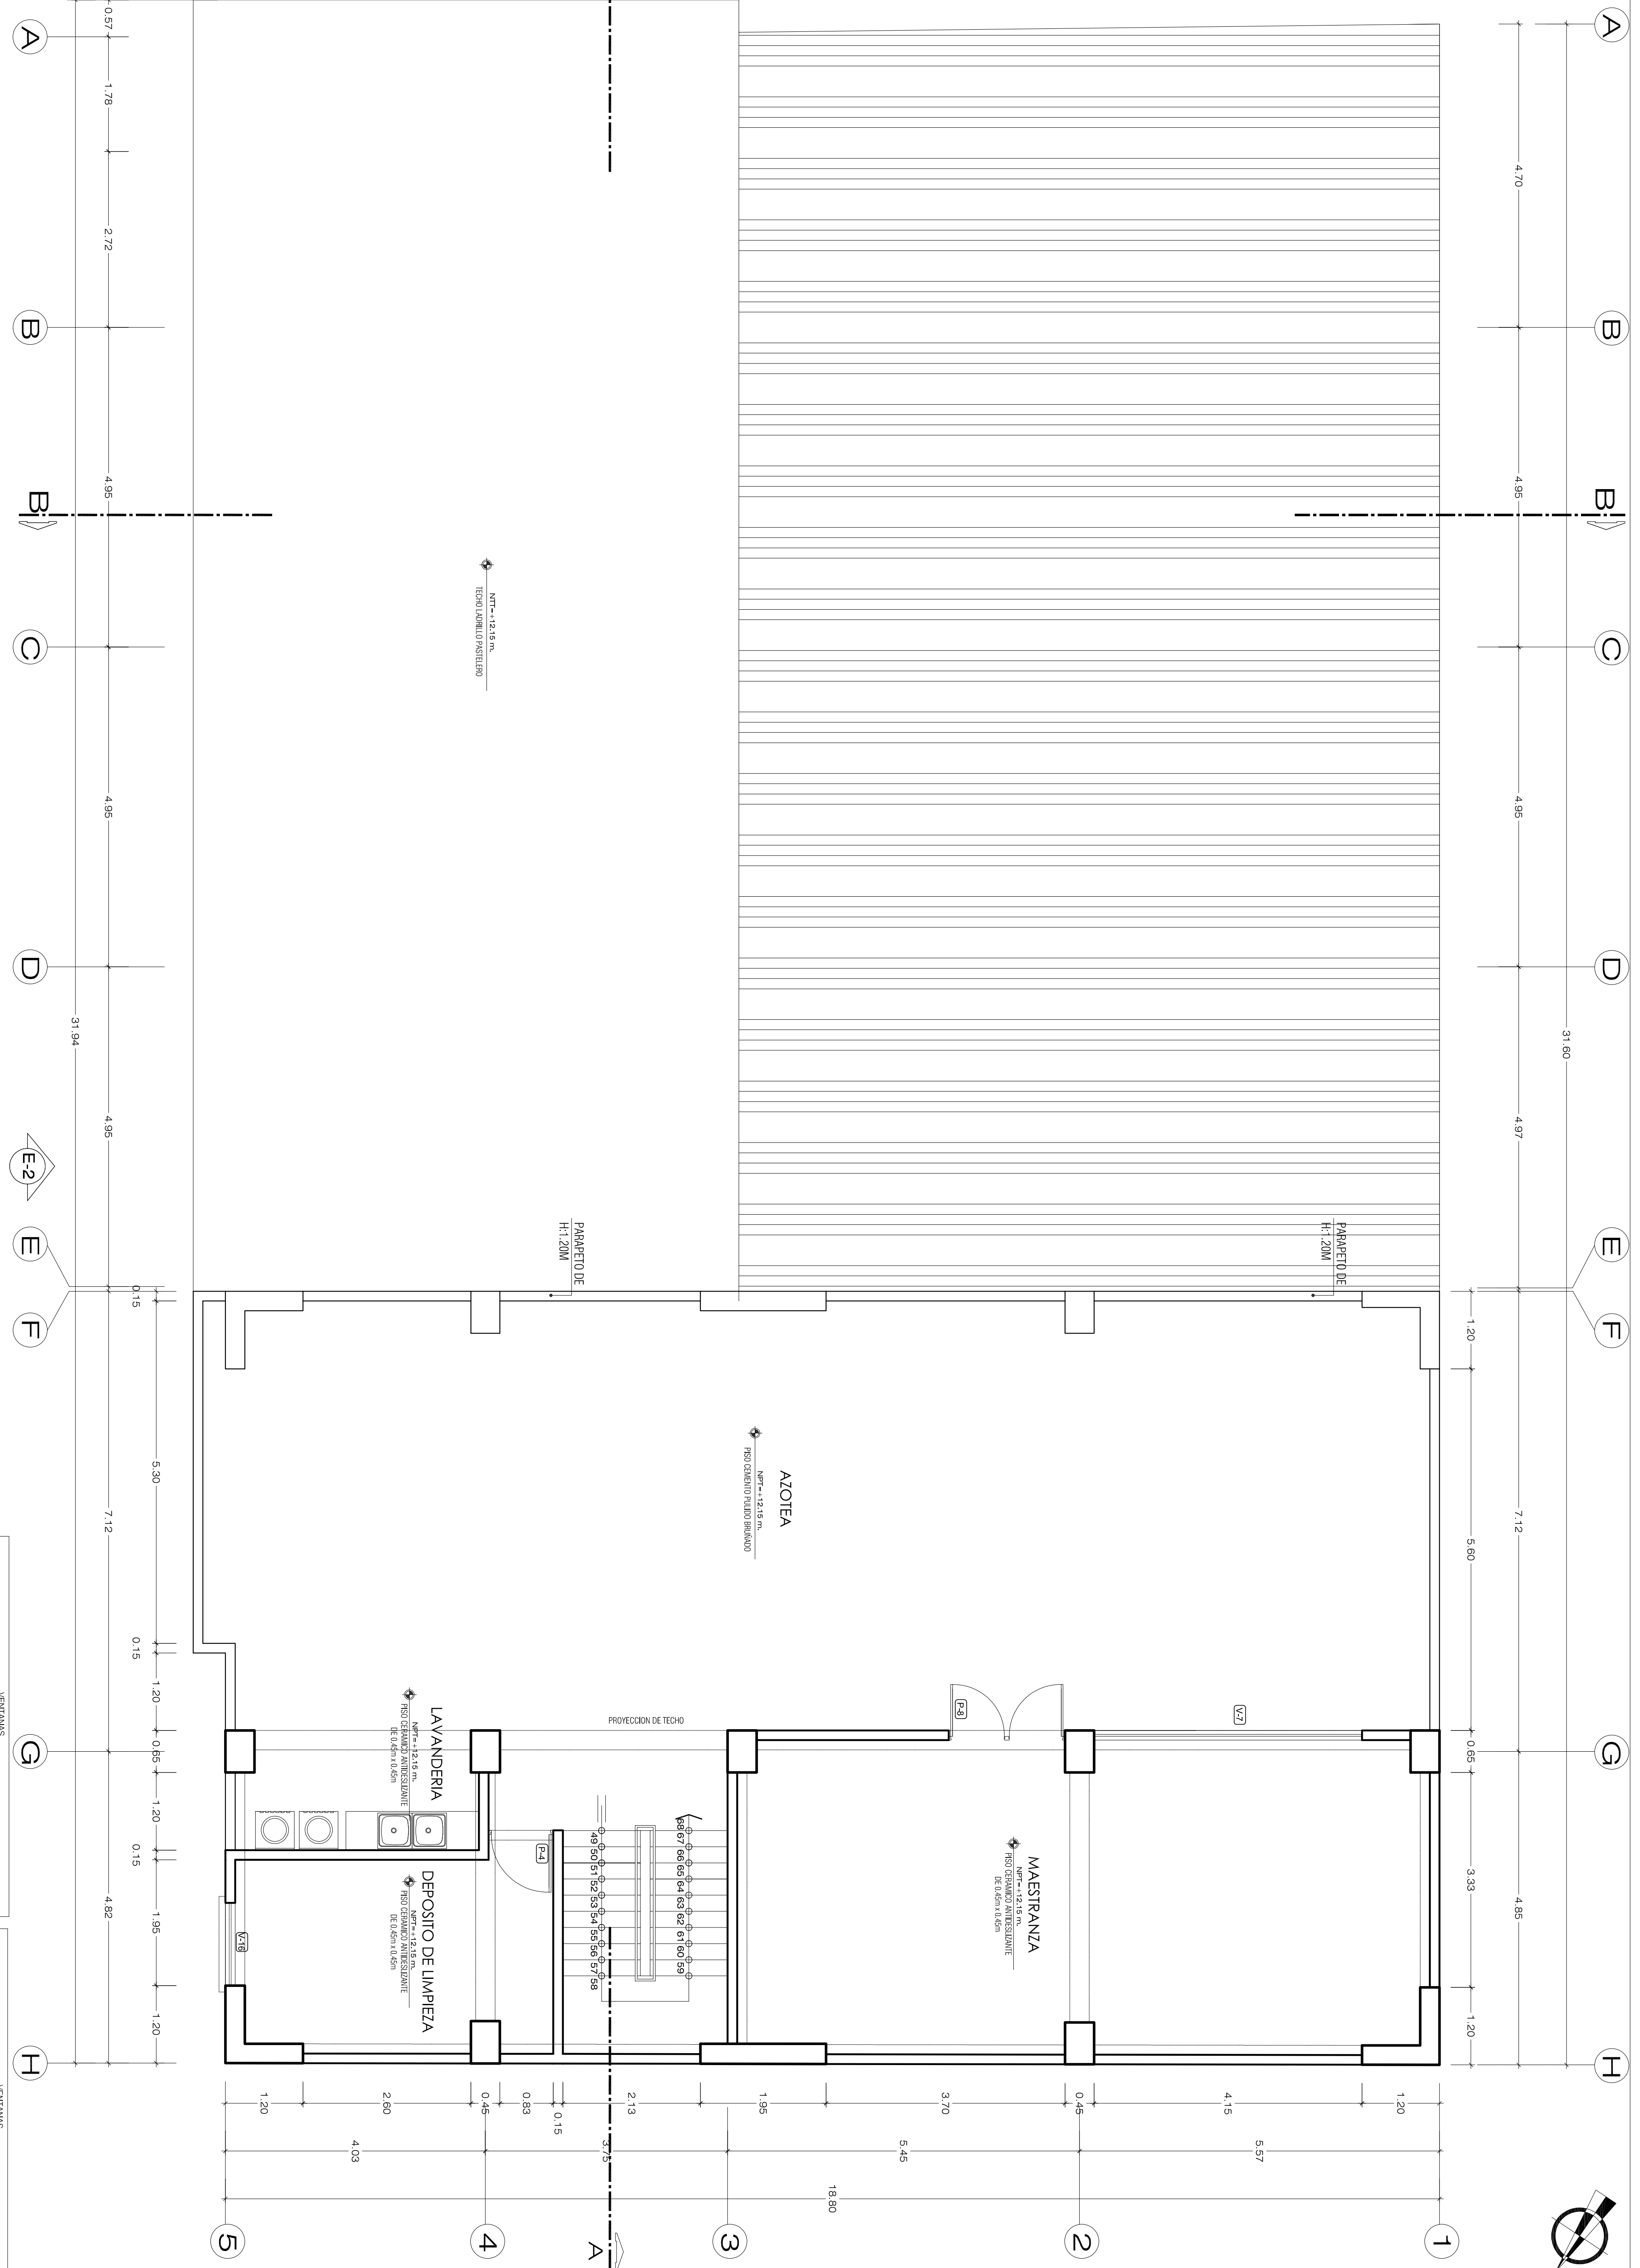 A
B
C
D
E
F
G
H
B
31.60
4.70
4.95
4.95
4.97
7.12
4.85
1.20
5.60
0.65
3.33
1.20
PARAPETO DE
H:1.20M
V-7
1.20
4.15
0.45
3.70
1.95
2.13
0.15
0.83
0.45
2.60
1.20
5.57
5.45
3.75
4.03
18.80
1
2
3
4
5
A
MAESTRANZA
NPT=+12.15 m.
PISO CERAMICO ANTIDESLIZANTE
DE 0.45m x 0.45m
P-8
AZOTEA
NPT=+12.15 m.
PISO CEMENTO PULIDO BRUÑADO
68 67 66 65 64 63 62 61 60 59
49 50 51 52 53 54 55 56 57 58
PROYECCION DE TECHO
PARAPETO DE
H:1.20M
P-4
NTT=+12.15 m.
TECHO LADRILLO PASTELERO
LAVANDERIA
NPT=+12.15 m.
PISO CERAMICO ANTIDESLIZANTE
DE 0.45m x 0.45m
DEPOSITO DE LIMPIEZA
NPT=+12.15 m.
PISO CERAMICO ANTIDESLIZANTE
DE 0.45m x 0.45m
V-16
0.15
5.30
0.15
1.20
0.65
1.20
0.15
1.95
1.20
0.57
1.78
2.72
4.95
4.95
4.95
7.12
4.82
31.94
B
E-2
A
B
C
D
E
F
G
H
VENTANAS
VENTANAS